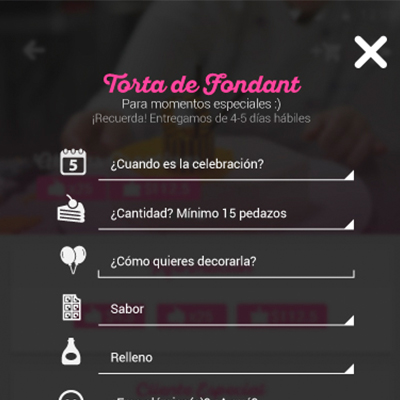 Torta de Fondant
Para momentos especiales :)
¡Recuerda! Entregamos de 4-5 días hábiles
5
¿Cuando es la celebración?
¿Cantidad? Mínimo 15 pedazos
¿Cómo quieres decorarla?
Sabor
Relleno